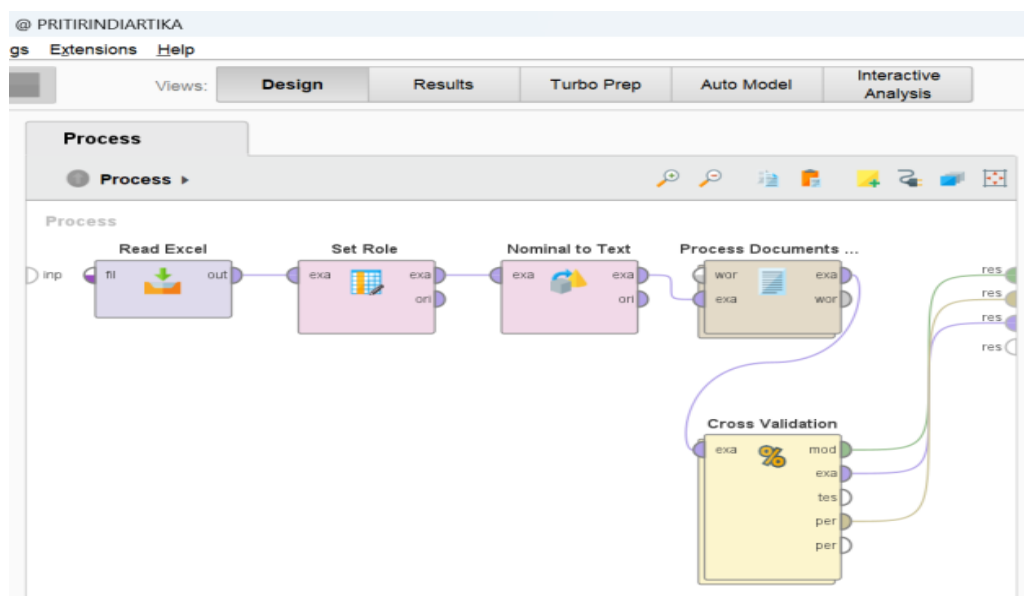 @ PRITIRINDIARTIKA
gs Extensions Help
Views: Design Results Turbo Prep Auto Model Interactive Analysis
Process
Process
Process
Read Excel Set Role Nominal to Text Process Documents ...
inp fil out exa exa exa exa wor exa res
ori ori exa wor res
res
res
Cross Validation
exa mod
exa
tes
per
per